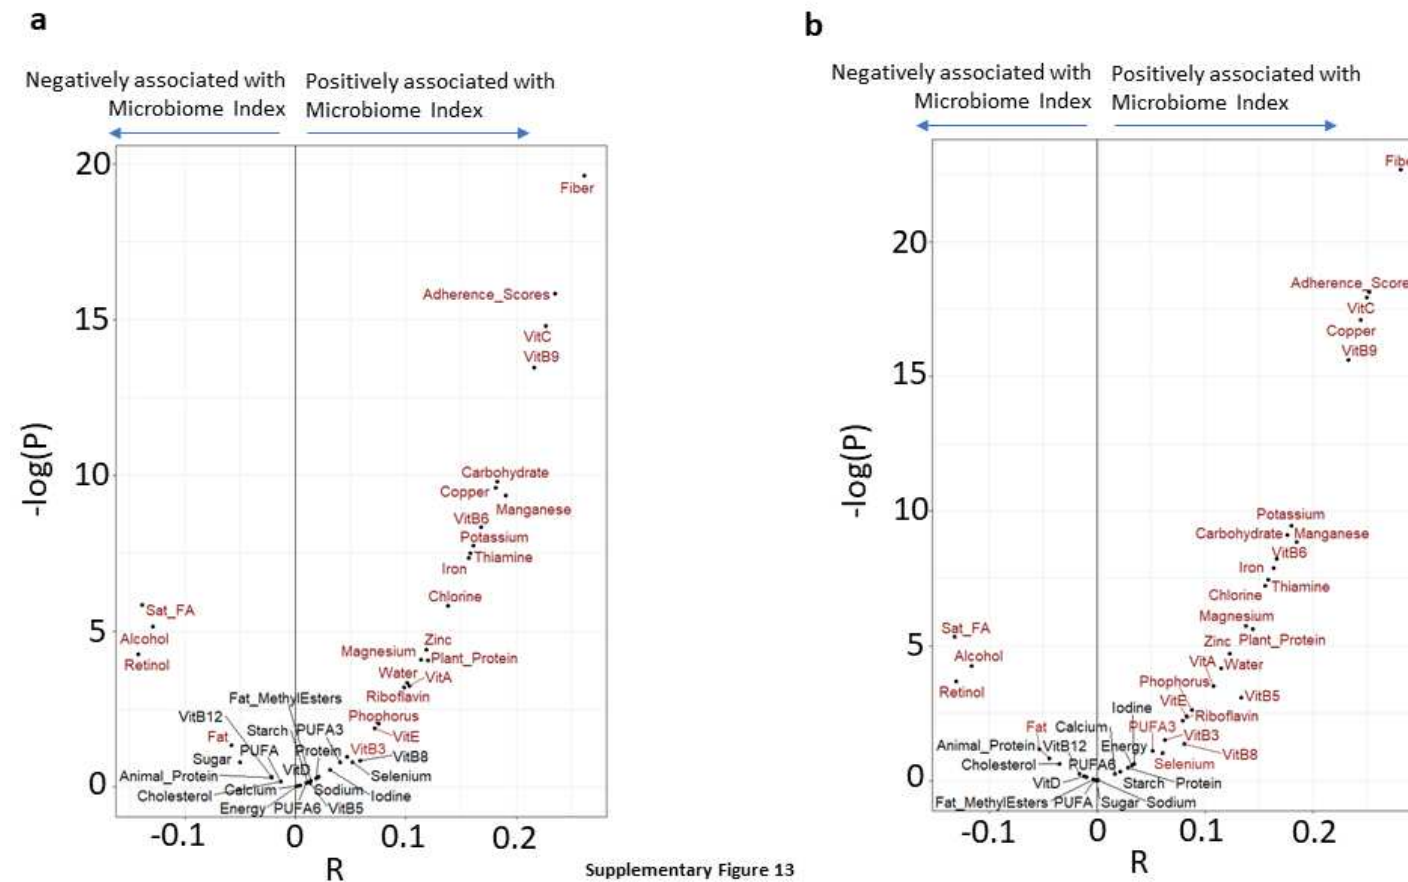 a
Negatively associated with
Microbiome Index
Positively associated with
Microbiome Index
20
15
10
5
0
-log(P)
Fiber
Adherence_Scores
VitC
VitB9
Carbohydrate
Copper
Manganese
VitB6
Potassium
Thiamine
Iron
Chlorine
Sat_FA
Alcohol
Retinol
Zinc
Magnesium
Plant_Protein
Water
VitA
Riboflavin
Fat_MethylEsters
VitB12
Phophorus
Starch
PUFA3
VitE
Fat
PUFA
Protein
VitB3
VitB8
Sugar
VitD
Selenium
Animal_Protein
Calcium
Sodium
Iodine
Cholesterol
Energy
PUFA6
VitB5
-0.1
0
0.1
0.2
R
b
Negatively associated with
Microbiome Index
Positively associated with
Microbiome Index
20
15
10
5
0
-log(P)
Fibe
Adherence_Score
VitC
Copper
VitB9
Potassium
Carbohydrate
Manganese
VitB6
Iron
Thiamine
Chlorine
Magnesium
Sat_FA
Plant_Protein
Zinc
Alcohol
VitA
Water
Retinol
Phophorus
VitB5
VitE
Iodine
Riboflavin
Fat
Calcium
PUFA3
VitB3
Animal_Protein
VitB12
Energy
VitB8
Cholesterol
PUFA6
Selenium
VitD
Starch
Protein
Fat_MethylEsters
PUFA
Sugar
Sodium
-0.1
0
0.1
0.2
R
Supplementary Figure 13